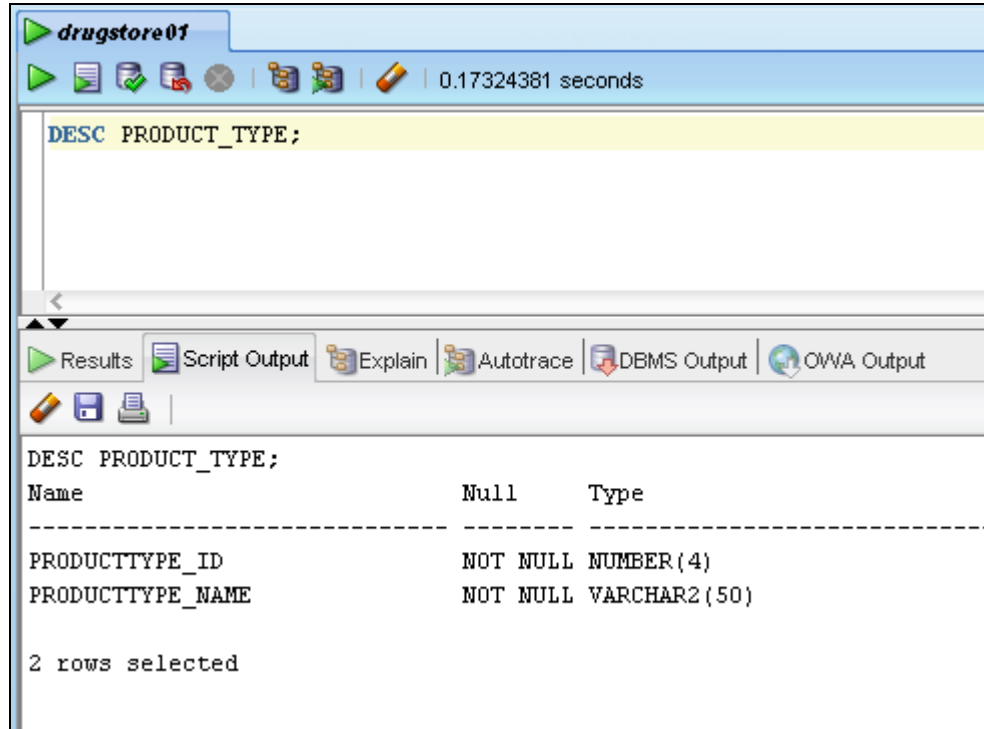 drugstore01
0.17324381 seconds
DESC PRODUCT_TYPE;
Results Script Output Explain Autotrace DBMS Output OWA Output
DESC PRODUCT_TYPE;
Name Null Type
------------------------------ -------- ----------------------------
PRODUCTTYPE_ID NOT NULL NUMBER(4)
PRODUCTTYPE_NAME NOT NULL VARCHAR2(50)
2 rows selected